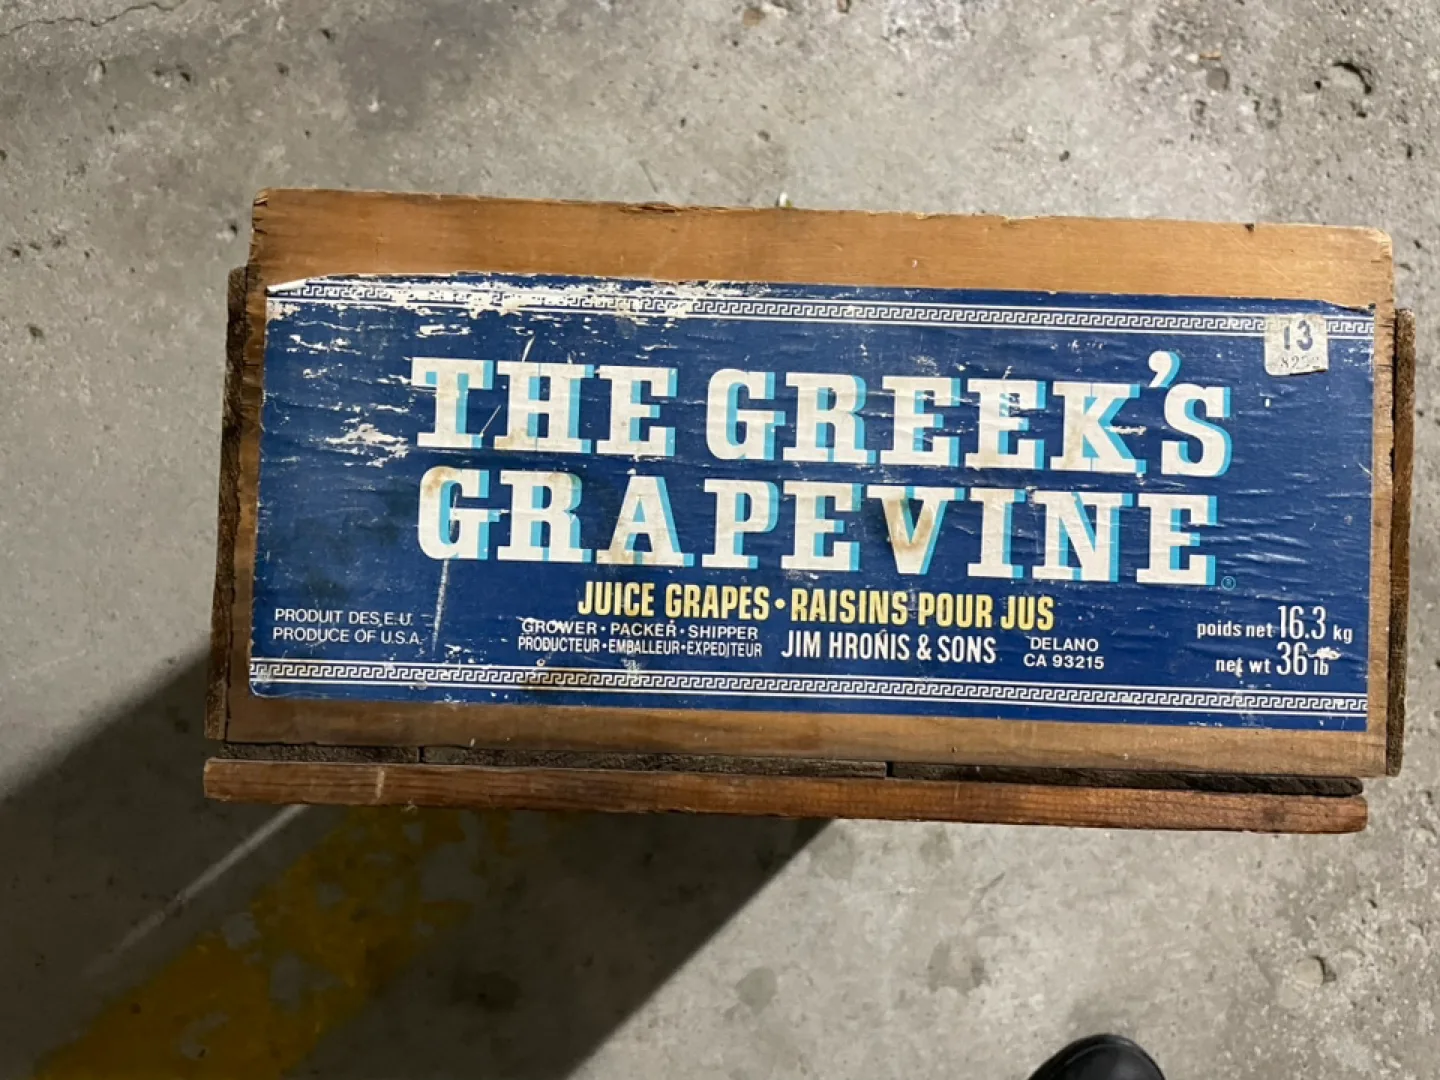 13
THE GREEK'S
GRAPEVINE ®
JUICE GRAPES • RAISINS POUR JUS
PRODUIT DES E.U.
PRODUCE OF U.S.A.
GROWER • PACKER • SHIPPER
PRODUCTEUR • EMBALLEUR • EXPEDITEUR
JIM HRONIS & SONS
DELANO
CA 93215
poids net 16.3 kg
net wt 36 lb